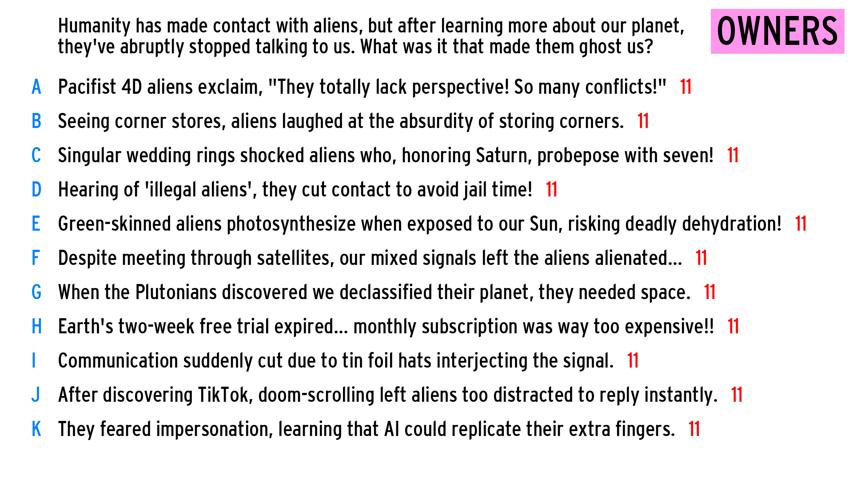 Humanity has made contact with aliens, but after learning more about our planet,
they've abruptly stopped talking to us. What was it that made them ghost us?
OWNERS
A Pacifist 4D aliens exclaim, "They totally lack perspective! So many conflicts!" 11
B Seeing corner stores, aliens laughed at the absurdity of storing corners. 11
C Singular wedding rings shocked aliens who, honoring Saturn, probepose with seven! 11
D Hearing of 'illegal aliens', they cut contact to avoid jail time! 11
E Green-skinned aliens photosynthesize when exposed to our Sun, risking deadly dehydration! 11
F Despite meeting through satellites, our mixed signals left the aliens alienated... 11
G When the Plutonians discovered we declassified their planet, they needed space. 11
H Earth's two-week free trial expired... monthly subscription was way too expensive!! 11
I Communication suddenly cut due to tin foil hats interjecting the signal. 11
J After discovering TikTok, doom-scrolling left aliens too distracted to reply instantly. 11
K They feared impersonation, learning that AI could replicate their extra fingers. 11